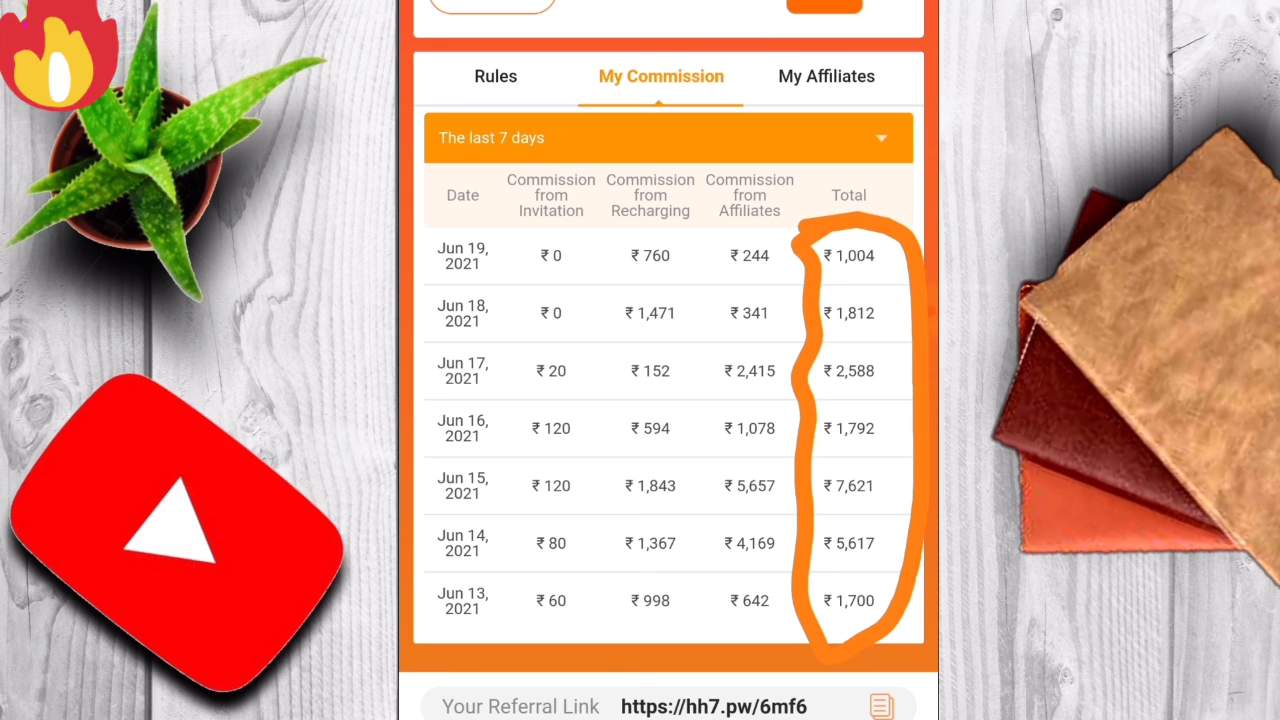 Rules My Commission My Affiliates
The last 7 days
Date Commission from Invitation Commission from Recharging Commission from Affiliates Total
Jun 19, 2021 ₹ 0 ₹ 760 ₹ 244 ₹ 1,004
Jun 18, 2021 ₹ 0 ₹ 1,471 ₹ 341 ₹ 1,812
Jun 17, 2021 ₹ 20 ₹ 152 ₹ 2,415 ₹ 2,588
Jun 16, 2021 ₹ 120 ₹ 594 ₹ 1,078 ₹ 1,792
Jun 15, 2021 ₹ 120 ₹ 1,843 ₹ 5,657 ₹ 7,621
Jun 14, 2021 ₹ 80 ₹ 1,367 ₹ 4,169 ₹ 5,617
Jun 13, 2021 ₹ 60 ₹ 998 ₹ 642 ₹ 1,700
Your Referral Link https://hh7.pw/6mf6